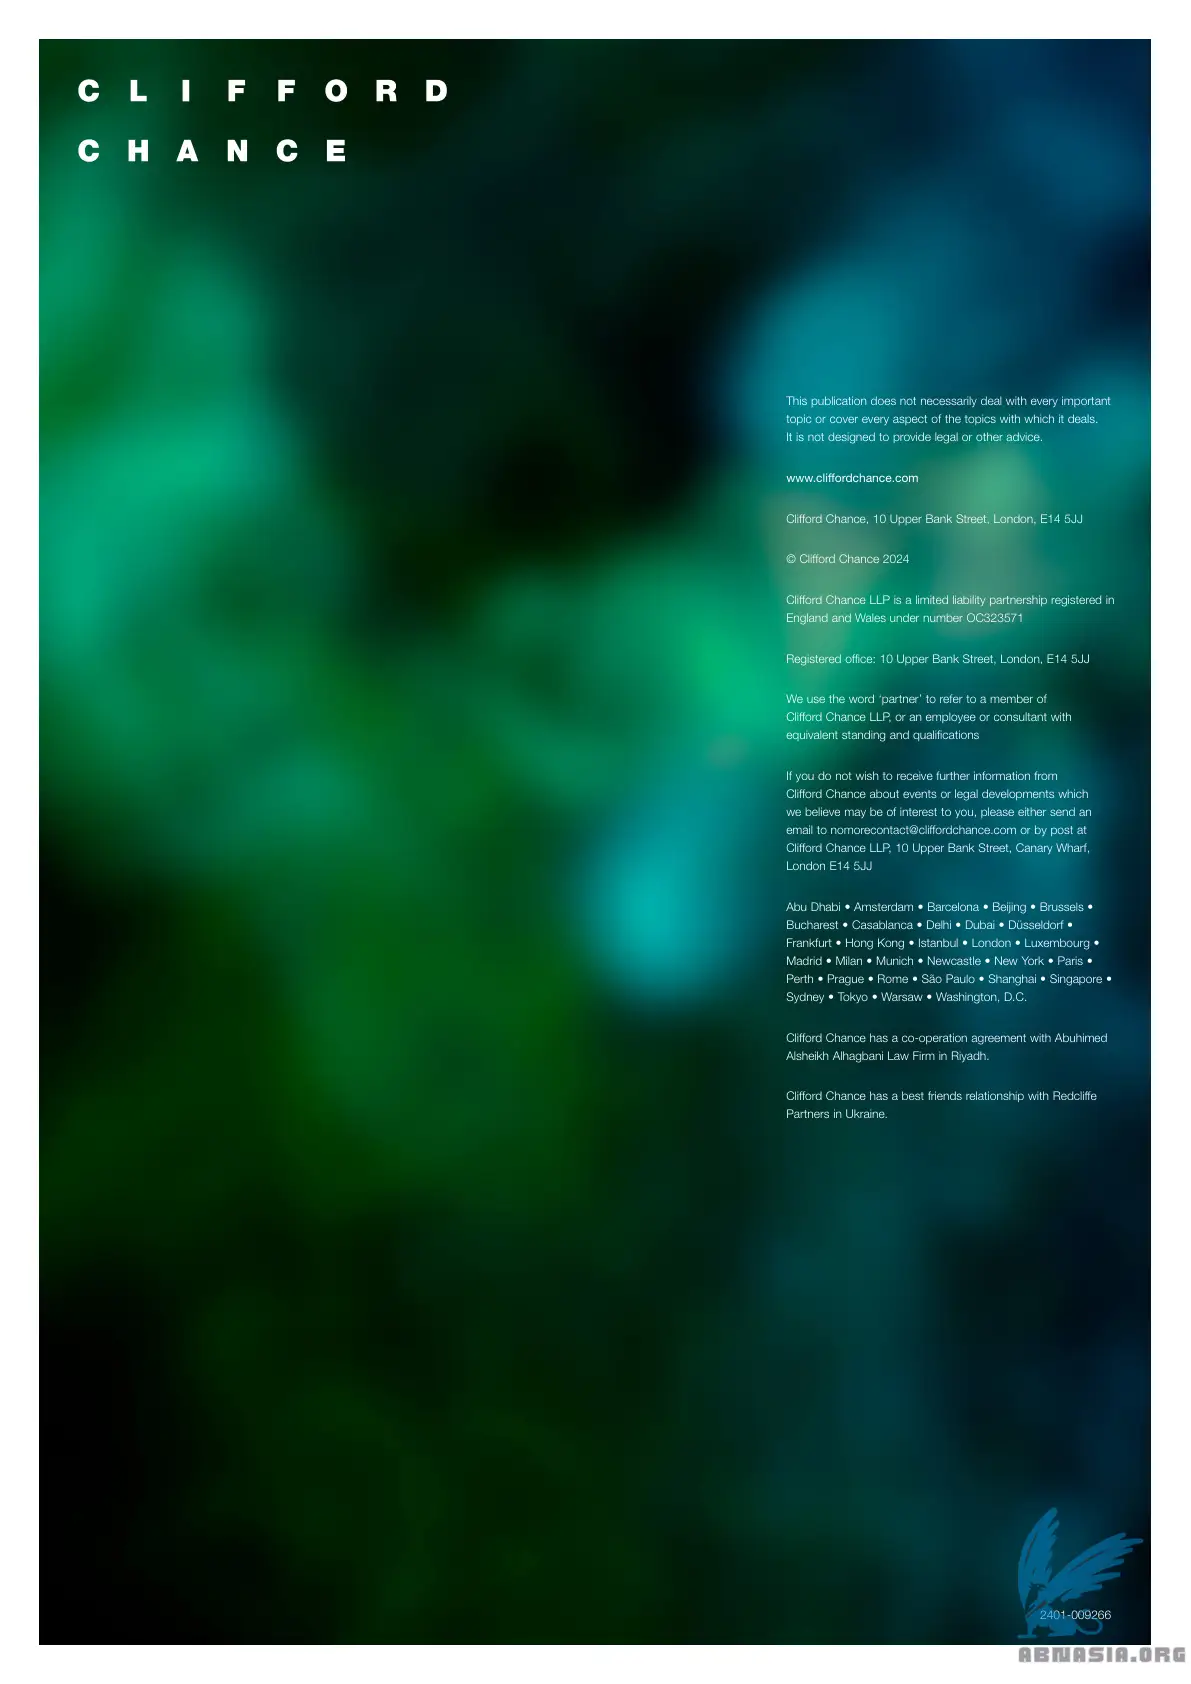 CLIFFORD
CHANCE
This publication does not necessarily deal with every important
topic or cover every aspect of the topics with which it deals.
It is not designed to provide legal or other advice.
www.cliffordchance.com
Clifford Chance, 10 Upper Bank Street, London, E14 5JJ
© Clifford Chance 2024
Clifford Chance LLP is a limited liability partnership registered in
England and Wales under number OC323571
Registered office: 10 Upper Bank Street, London, E14 5JJ
We use the word ‘partner’ to refer to a member of
Clifford Chance LLP, or an employee or consultant with
equivalent standing and qualifications
If you do not wish to receive further information from
Clifford Chance about events or legal developments which
we believe may be of interest to you, please either send an
email to nomorecontact@cliffordchance.com or by post at
Clifford Chance LLP, 10 Upper Bank Street, Canary Wharf,
London E14 5JJ
Abu Dhabi • Amsterdam • Barcelona • Beijing • Brussels •
Bucharest • Casablanca • Delhi • Dubai • Düsseldorf •
Frankfurt • Hong Kong • Istanbul • London • Luxembourg •
Madrid • Milan • Munich • Newcastle • New York • Paris •
Perth • Prague • Rome • São Paulo • Shanghai • Singapore •
Sydney • Tokyo • Warsaw • Washington, D.C.
Clifford Chance has a co-operation agreement with Abuhimed
Alsheikh Alhagbani Law Firm in Riyadh.
Clifford Chance has a best friends relationship with Redcliffe
Partners in Ukraine.
2401-009266
ABNASIA.ORG